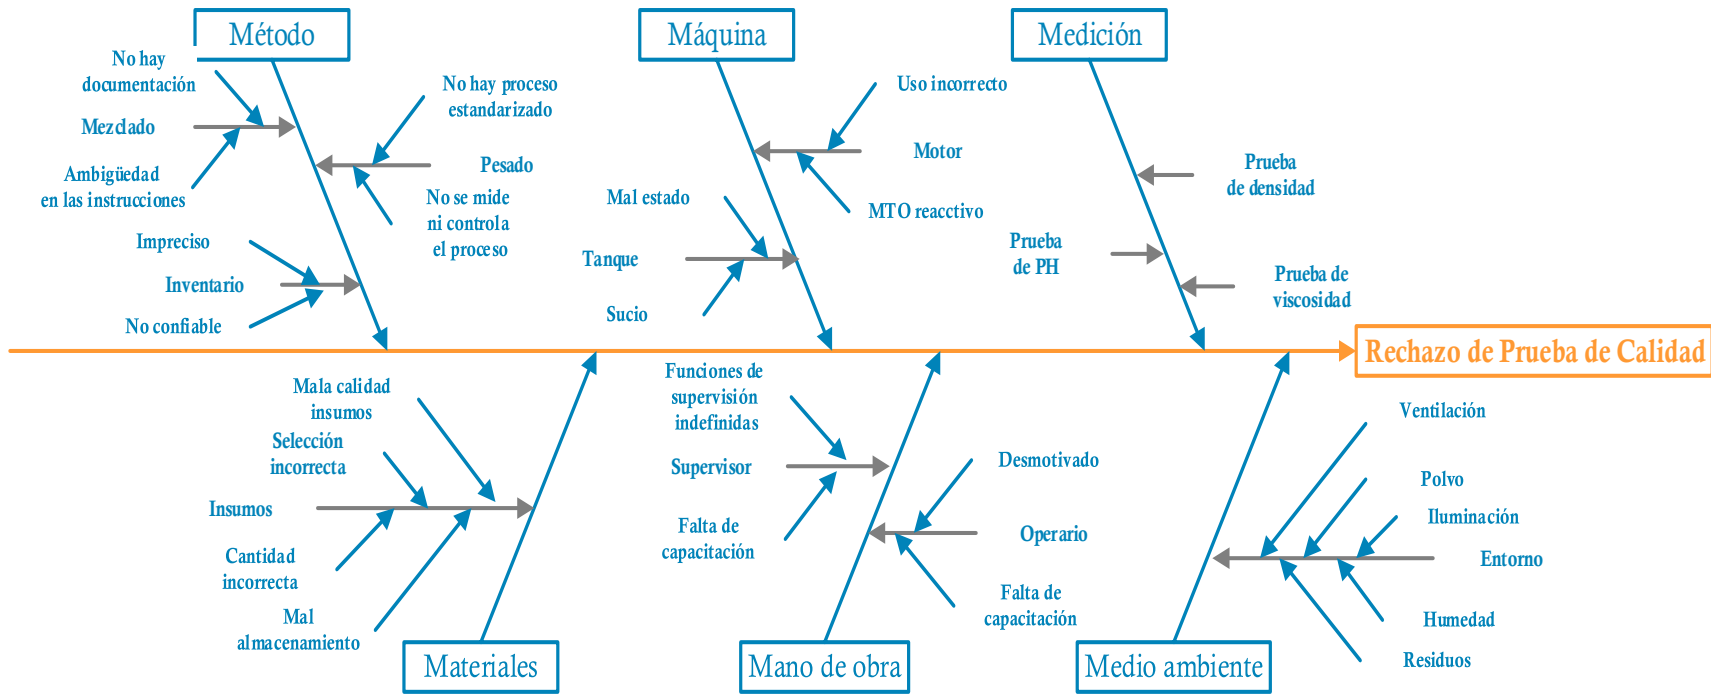 Método
Máquina
Medición
No hay
documentación
Mezclado
Ambigüedad
en las instrucciones
No hay proceso
estandarizado
Pesado
No se mide
ni controla
el proceso
Impreciso
Inventario
No confiable
Uso incorrecto
Motor
MTO reacctivo
Mal estado
Tanque
Sucio
Prueba
de densidad
Prueba
de PH
Prueba de
viscosidad
Rechazo de Prueba de Calidad
Mala calidad
insumos
Selección
incorrecta
Insumos
Cantidad
incorrecta
Mal
almacenamiento
Funciones de
supervisión
indefinidas
Supervisor
Falta de
capacitación
Desmotivado
Operario
Falta de
capacitación
Ventilación
Polvo
Iluminación
Entorno
Humedad
Residuos
Materiales
Mano de obra
Medio ambiente